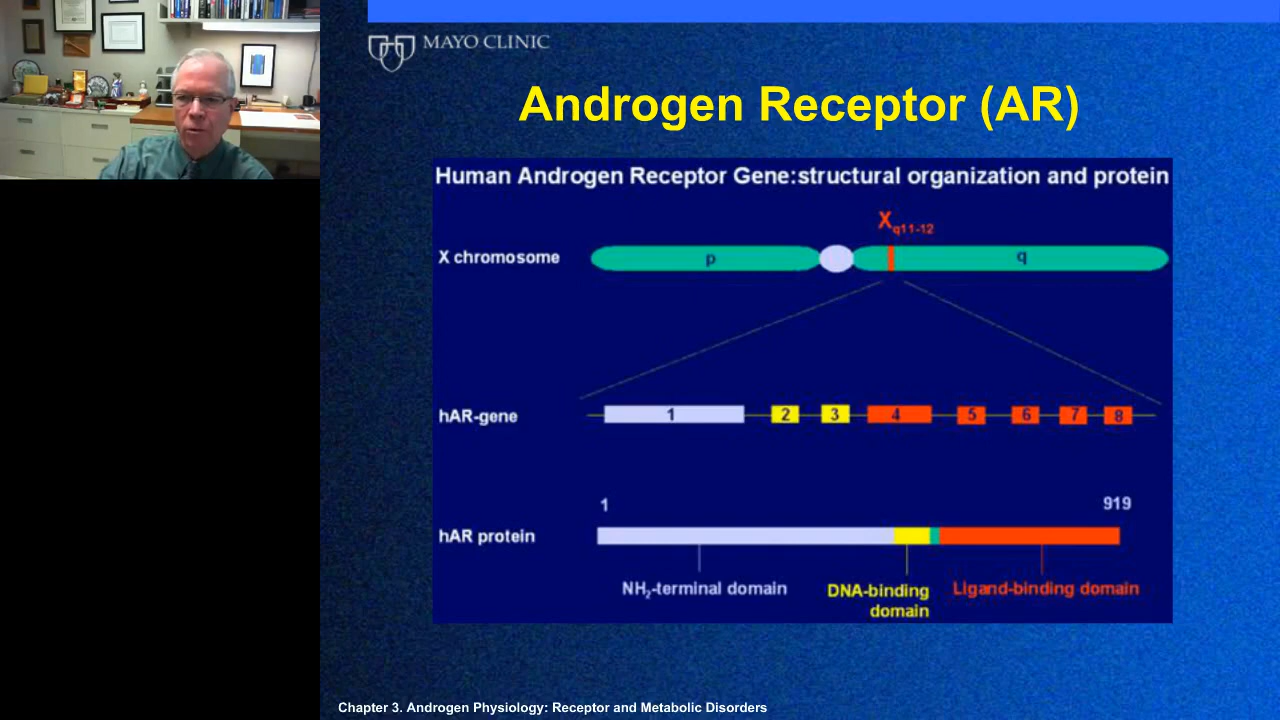 MAYO CLINIC
Androgen Receptor (AR)
Human Androgen Receptor Gene:structural organization and protein
Xq11-12
X chromosome
p
q
hAR-gene
1 2 3 4 5 6 7 8
1 919
hAR protein
NH2-terminal domain
DNA-binding
domain
Ligand-binding domain
Chapter 3. Androgen Physiology: Receptor and Metabolic Disorders